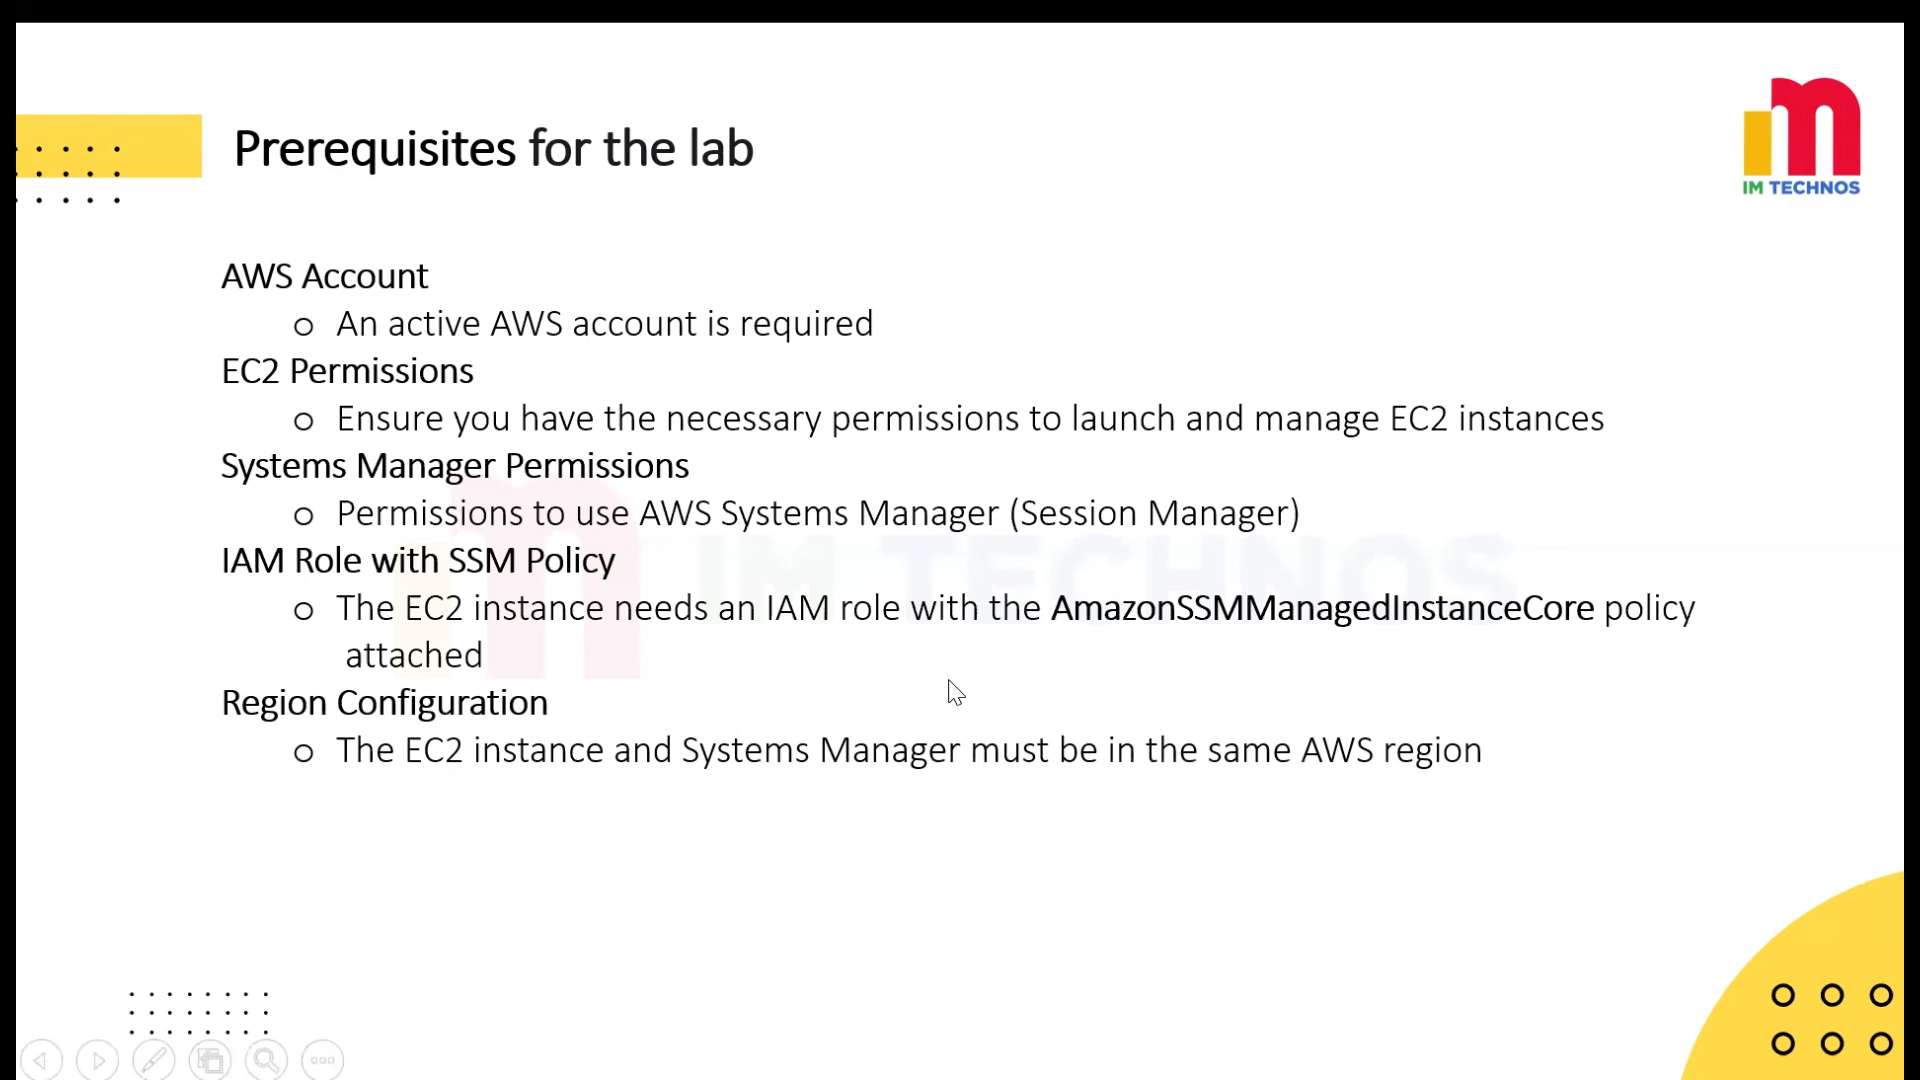 Prerequisites for the lab
IM TECHNOS
AWS Account
o An active AWS account is required
EC2 Permissions
o Ensure you have the necessary permissions to launch and manage EC2 instances
Systems Manager Permissions
o Permissions to use AWS Systems Manager (Session Manager)
IAM Role with SSM Policy
IM TECHNOS
o The EC2 instance needs an IAM role with the AmazonSSMManagedInstanceCore policy
attached
Region Configuration
o The EC2 instance and Systems Manager must be in the same AWS region